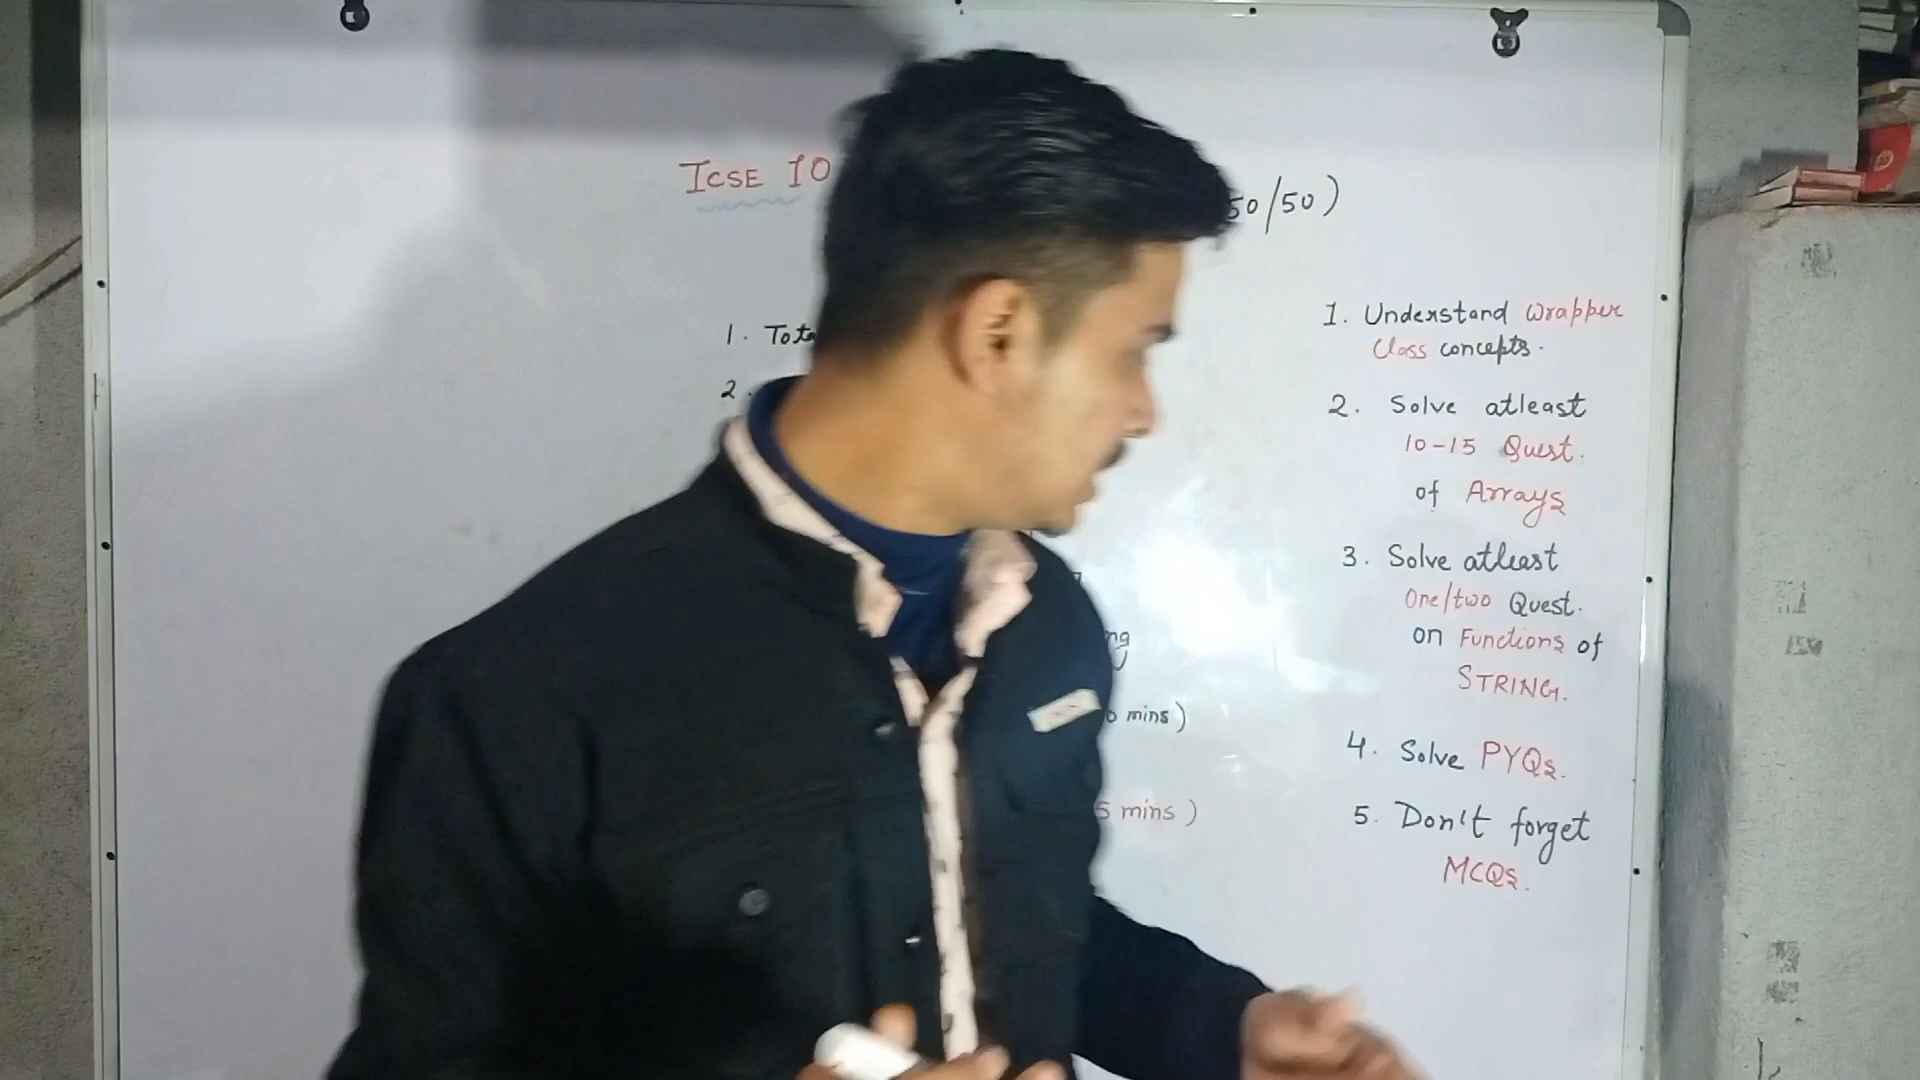 ICSE 10
50/50)
1. Tota
2.
ng
mins)
5 mins)
1. Understand Wrapper
Class concepts.
2. Solve atleast
10-15 Quest.
of Arrays
3. Solve atleast
One/two Quest.
on Functions of
STRING.
4. Solve PYQs.
5. Don't forget
MCQs.